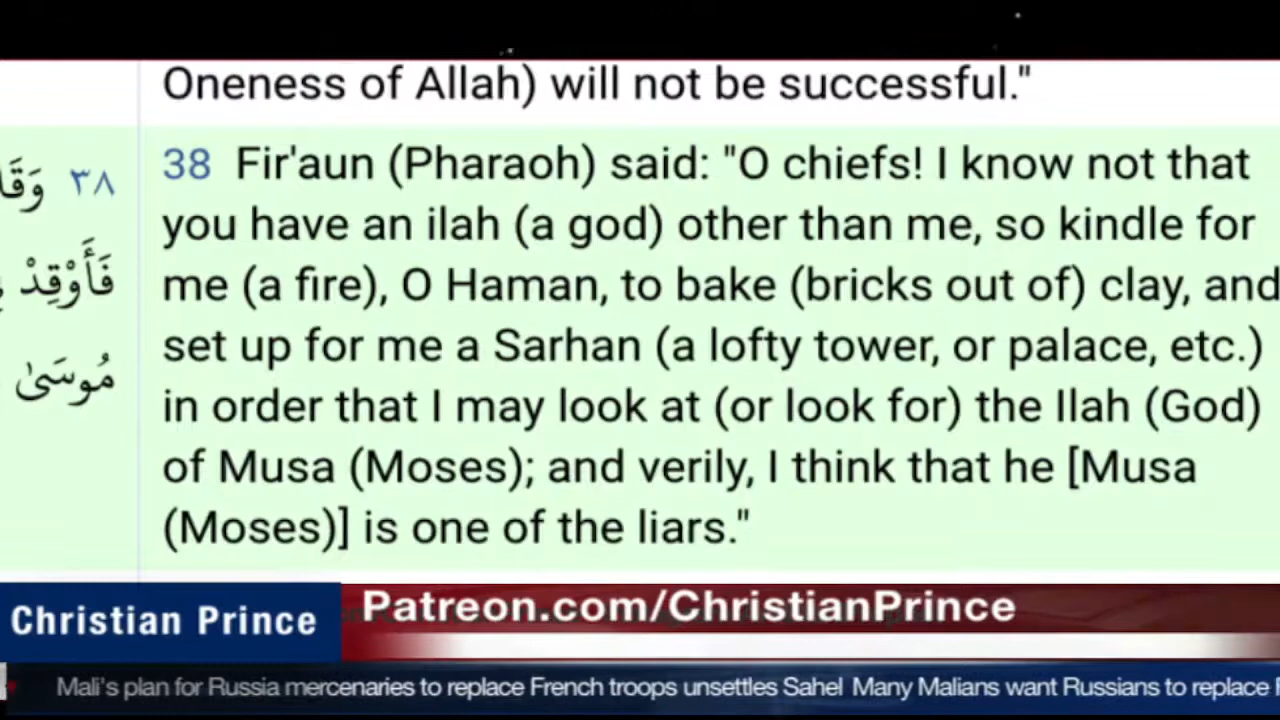 Oneness of Allah) will not be successful."
38 Fir'aun (Pharaoh) said: "O chiefs! I know not that
you have an ilah (a god) other than me, so kindle for
me (a fire), O Haman, to bake (bricks out of) clay, and
set up for me a Sarhan (a lofty tower, or palace, etc.)
in order that I may look at (or look for) the Ilah (God)
of Musa (Moses); and verily, I think that he [Musa
(Moses)] is one of the liars."
٣٨ وَقَا
فَأَوْقِدْ
مُوسَىٰ
Christian Prince
Patreon.com/ChristianPrince
Mali's plan for Russia mercenaries to replace French troops unsettles Sahel Many Malians want Russians to replace